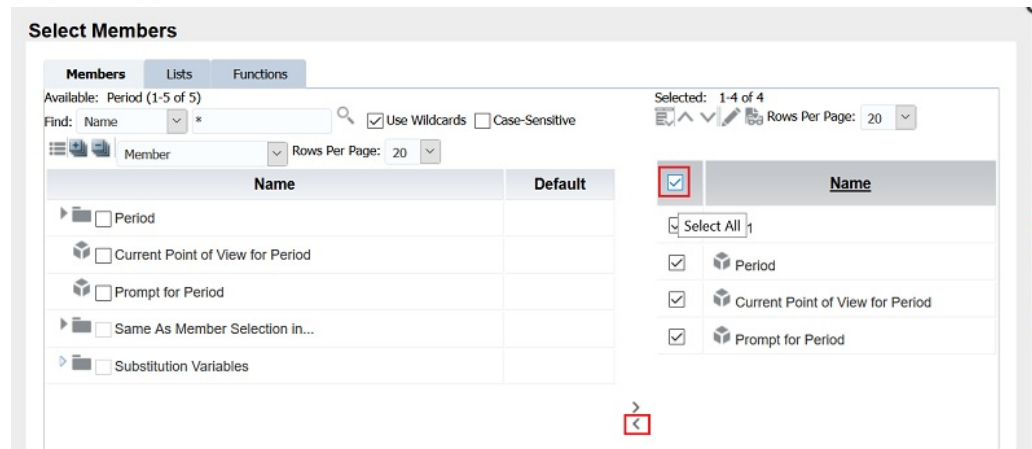 Select Members
Members Lists Functions
Available: Period (1-5 of 5)
Find: Name * Use Wildcards Case-Sensitive
Member Rows Per Page: 20
Name Default
Period
Current Point of View for Period
Prompt for Period
Same As Member Selection in...
Substitution Variables
Selected: 1-4 of 4
Rows Per Page: 20
Name
Select All 1
Period
Current Point of View for Period
Prompt for Period